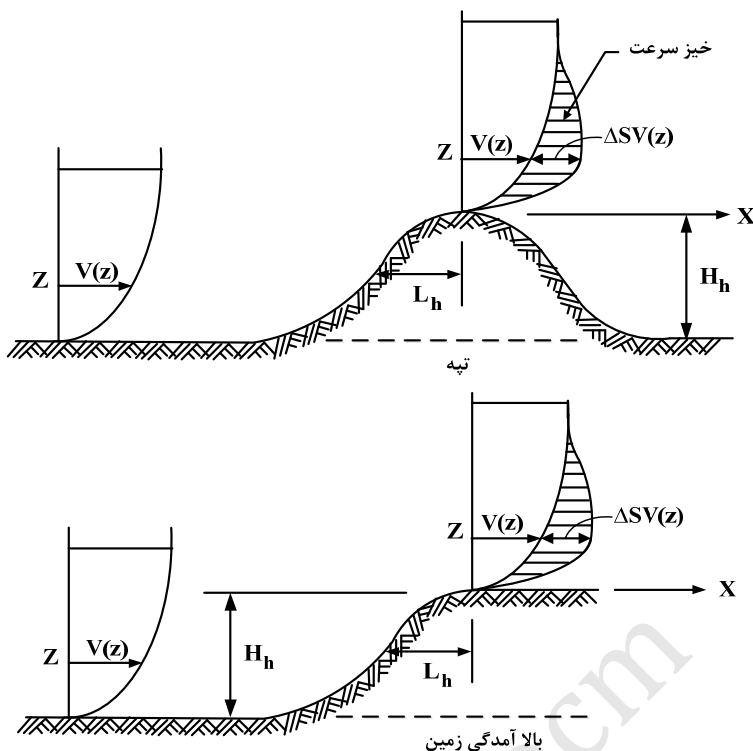 خیز سرعت
Z V(z) ΔSV(z)
X
Z V(z)
L_h
H_h
تپه
Z V(z) ΔSV(z)
X
H_h
Z V(z)
L_h
بالا آمدگی زمین